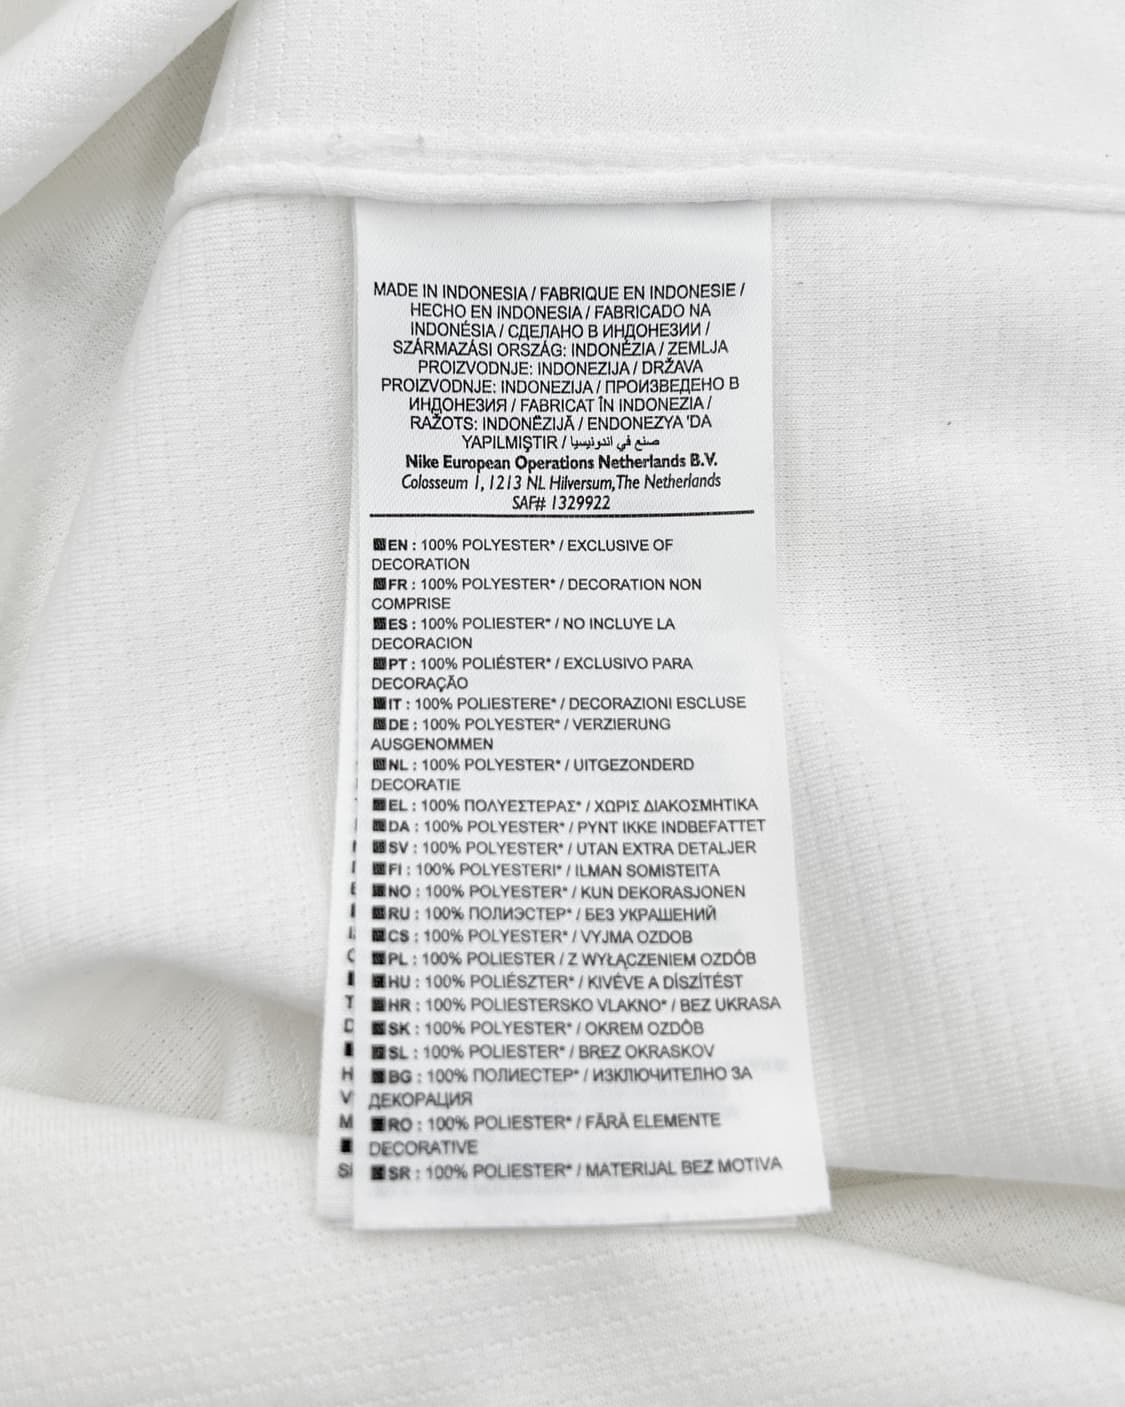 MADE IN INDONESIA / FABRIQUE EN INDONESIE /
HECHO EN INDONESIA / FABRICADO NA
INDONÉSIA / СДЕЛАНО В ИНДОНЕЗИИ /
SZÁRMAZÁSI ORSZÁG: INDONÉZIA / ZEMLJA
PROIZVODNJE: INDONEZIJA / DRŽAVA
PROIZVODNJE: INDONEZIJA / ПРОИЗВЕДЕНО В
ИНДОНЕЗИЯ / FABRICAT ÎN INDONEZIA /
RAŽOTS: INDONĒZIJĀ / ENDONEZYA 'DA
YAPILMIŞTIR / صنع في اندونيسيا
Nike European Operations Netherlands B.V.
Colosseum 1, 1213 NL Hilversum, The Netherlands
SAF# 1329922
EN : 100% POLYESTER* / EXCLUSIVE OF
DECORATION
FR : 100% POLYESTER* / DECORATION NON
COMPRISE
ES : 100% POLIESTER* / NO INCLUYE LA
DECORACION
PT : 100% POLIÉSTER* / EXCLUSIVO PARA
DECORAÇÃO
IT : 100% POLIESTERE* / DECORAZIONI ESCLUSE
DE : 100% POLYESTER* / VERZIERUNG
AUSGENOMMEN
NL : 100% POLYESTER* / UITGEZONDERD
DECORATIE
EL : 100% ΠΟΛΥΕΣΤΕΡΑΣ* / ΧΩΡΙΣ ΔΙΑΚΟΣΜΗΤΙΚΑ
DA : 100% POLYESTER* / PYNT IKKE INDBEFATTET
SV : 100% POLYESTER* / UTAN EXTRA DETALJER
FI : 100% POLYESTERI* / ILMAN SOMISTEITA
NO : 100% POLYESTER* / KUN DEKORASJONEN
RU : 100% ПОЛИЭСТЕР* / БЕЗ УКРАШЕНИЙ
CS : 100% POLYESTER* / VYJMA OZDOB
PL : 100% POLIESTER / Z WYŁĄCZENIEM OZDÓB
HU : 100% POLIÉSZTER* / KIVÉVE A DÍSZÍTÉST
HR : 100% POLIESTERSKO VLAKNO* / BEZ UKRASA
SK : 100% POLYESTER* / OKREM OZDÔB
SL : 100% POLIESTER* / BREZ OKRASKOV
BG : 100% ПОЛИЕСТЕР* / ИЗКЛЮЧИТЕЛНО ЗА
ДЕКОРАЦИЯ
RO : 100% POLIESTER* / FĂRĂ ELEMENTE
DECORATIVE
SR : 100% POLIESTER* / MATERIJAL BEZ MOTIVA